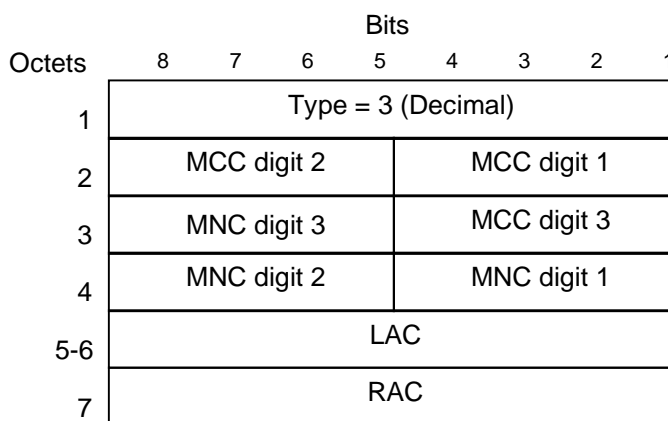 Bits
Octets 8 7 6 5 4 3 2 1
1 Type = 3 (Decimal)
2 MCC digit 2 MCC digit 1
3 MNC digit 3 MCC digit 3
4 MNC digit 2 MNC digit 1
5-6 LAC
7 RAC